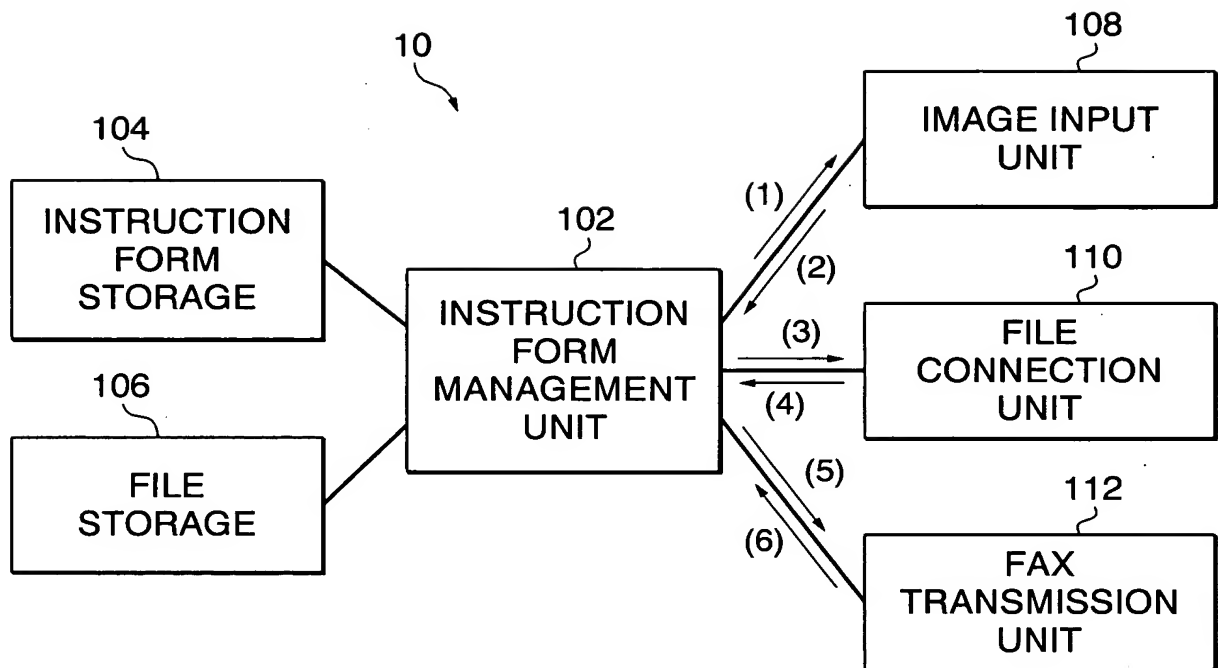 10
108
IMAGE INPUT
UNIT
104
INSTRUCTION
FORM
STORAGE
(1)
(2)
102
INSTRUCTION
FORM
MANAGEMENT
UNIT
110
(3)
FILE
CONNECTION
UNIT
(4)
106
FILE
STORAGE
(5)
(6)
112
FAX
TRANSMISSION
UNIT